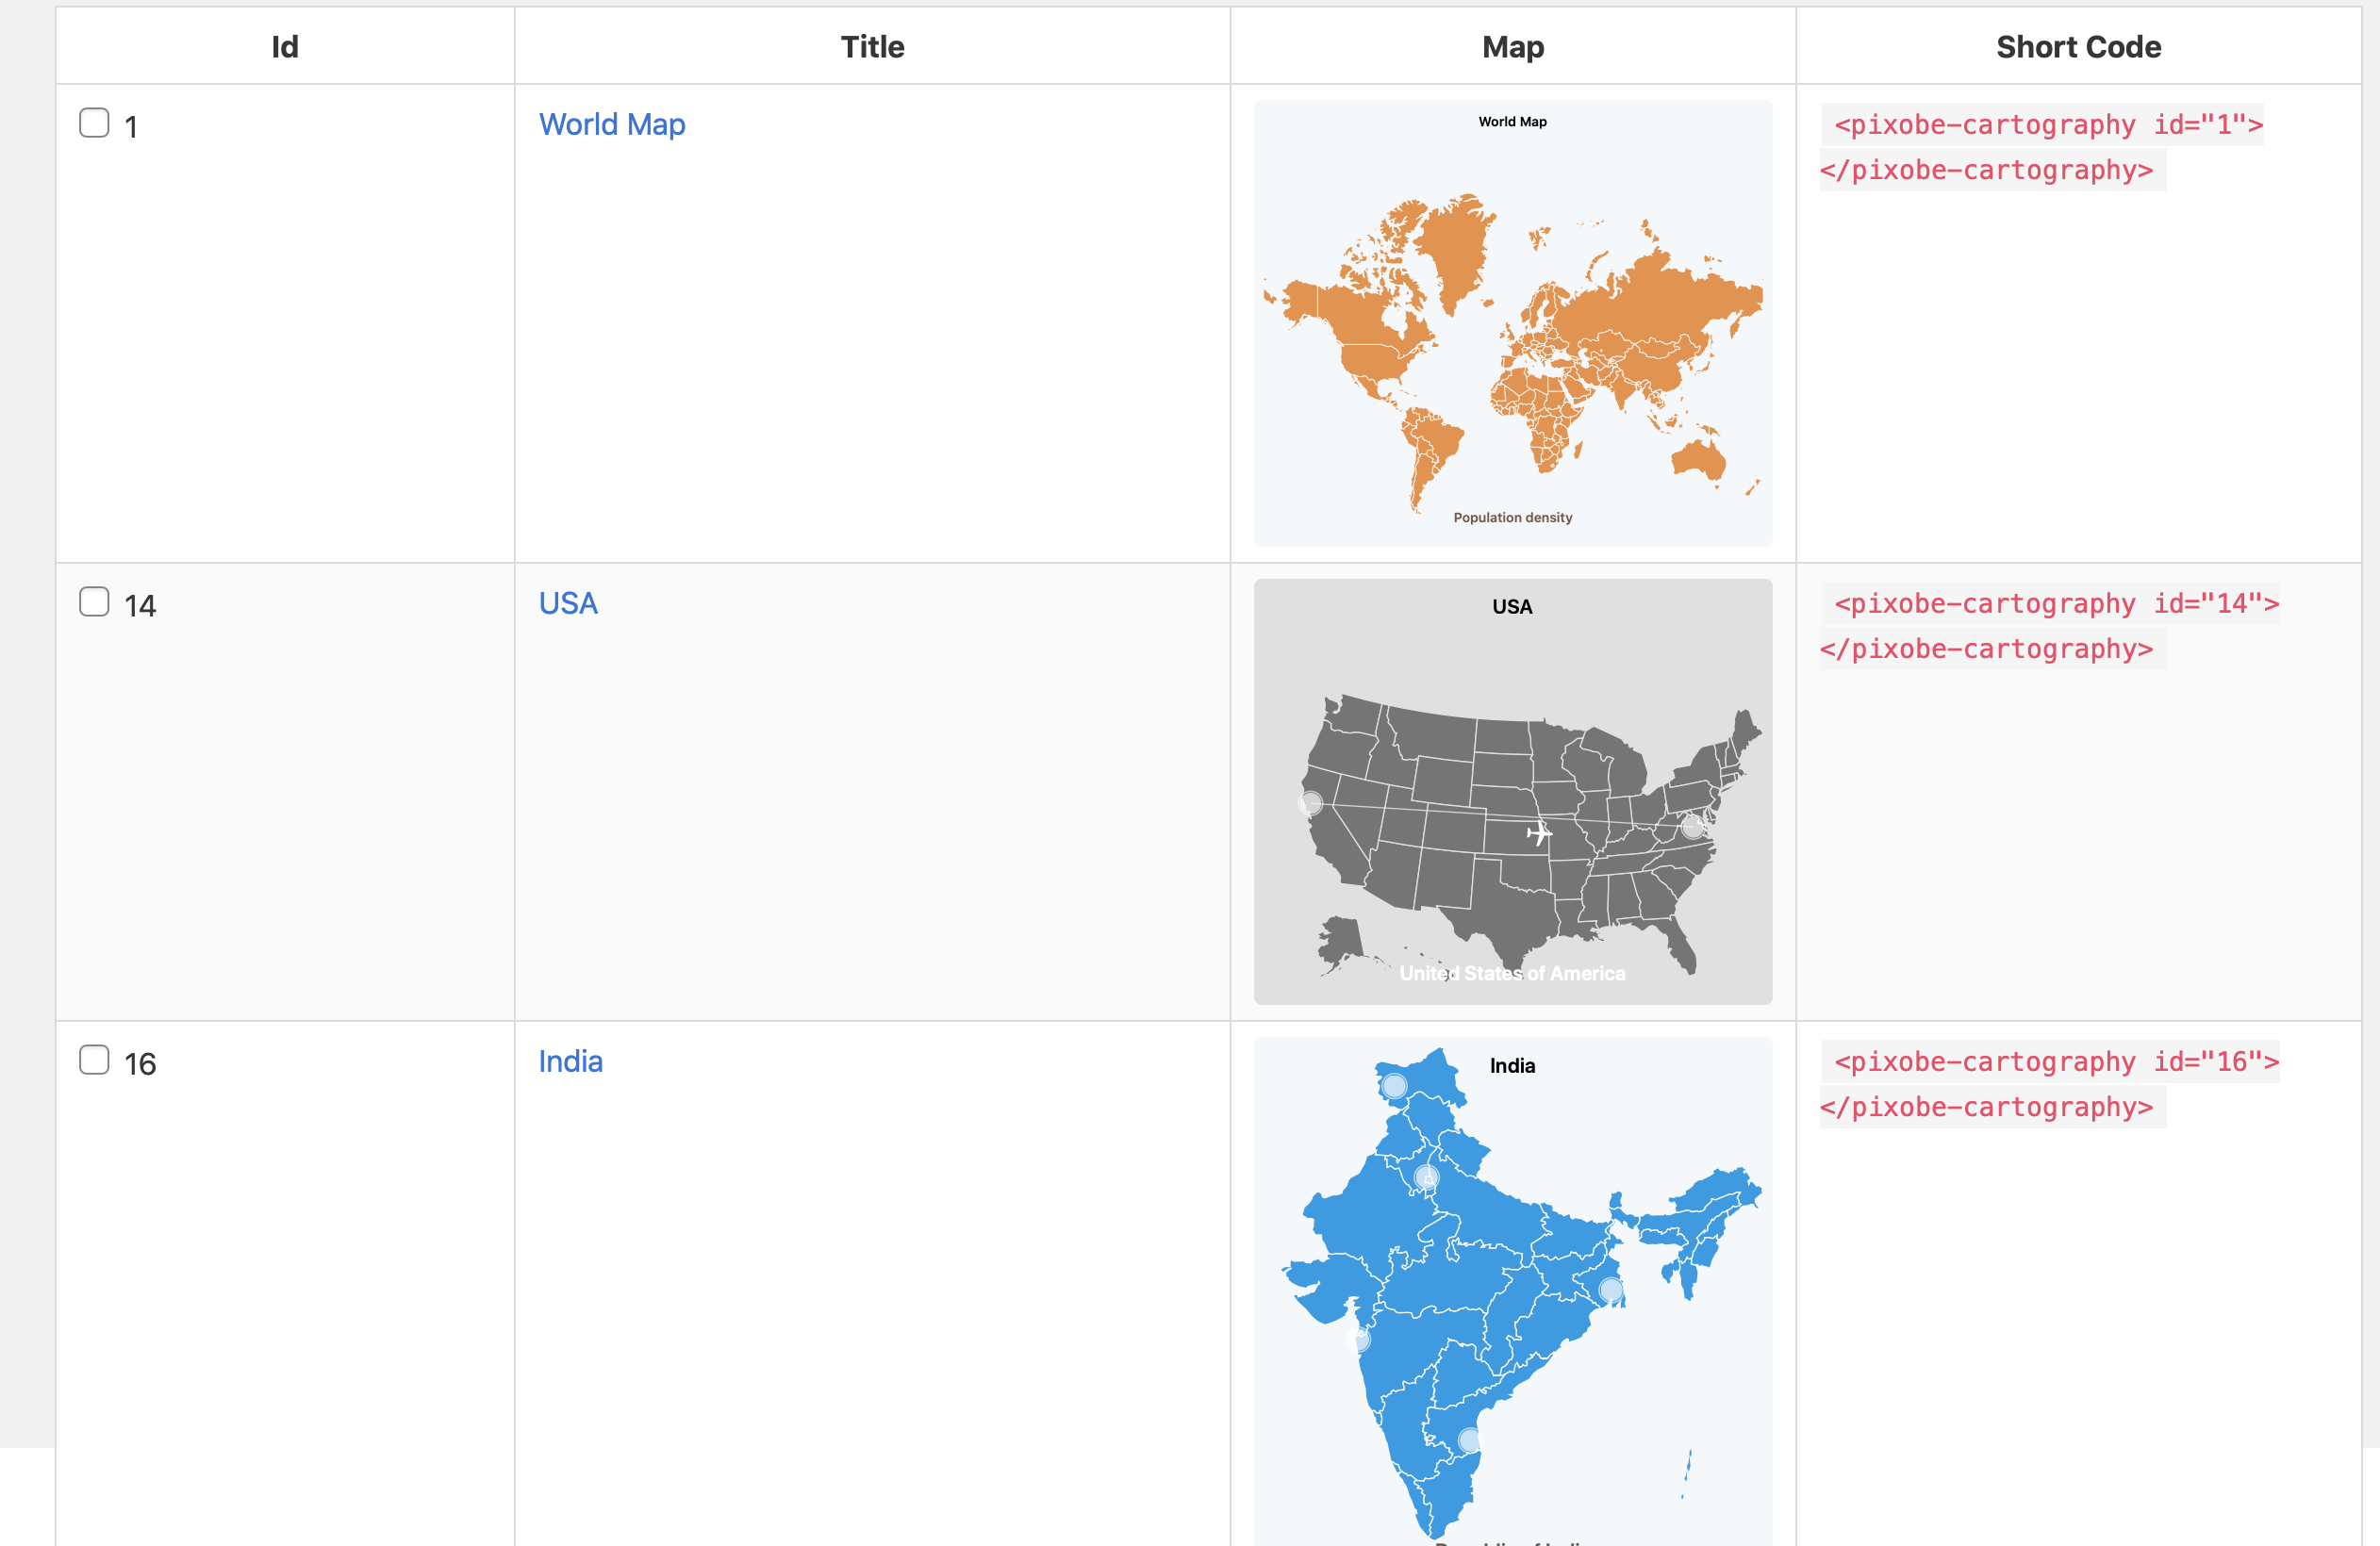 Id
Title
Map
Short Code
1
World Map
World Map
Population density
<pixobe-cartography id="1">
</pixobe-cartography>
14
USA
USA
United States of America
<pixobe-cartography id="14">
</pixobe-cartography>
16
India
India
<pixobe-cartography id="16">
</pixobe-cartography>